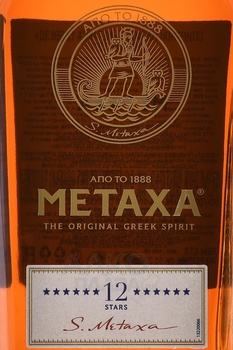 ΑΠΟ ΤΟ 1888
S. Metaxa
ΑΠΟ ΤΟ 1888
METAXA®
THE ORIGINAL GREEK SPIRIT
12
STARS
S. Metaxa